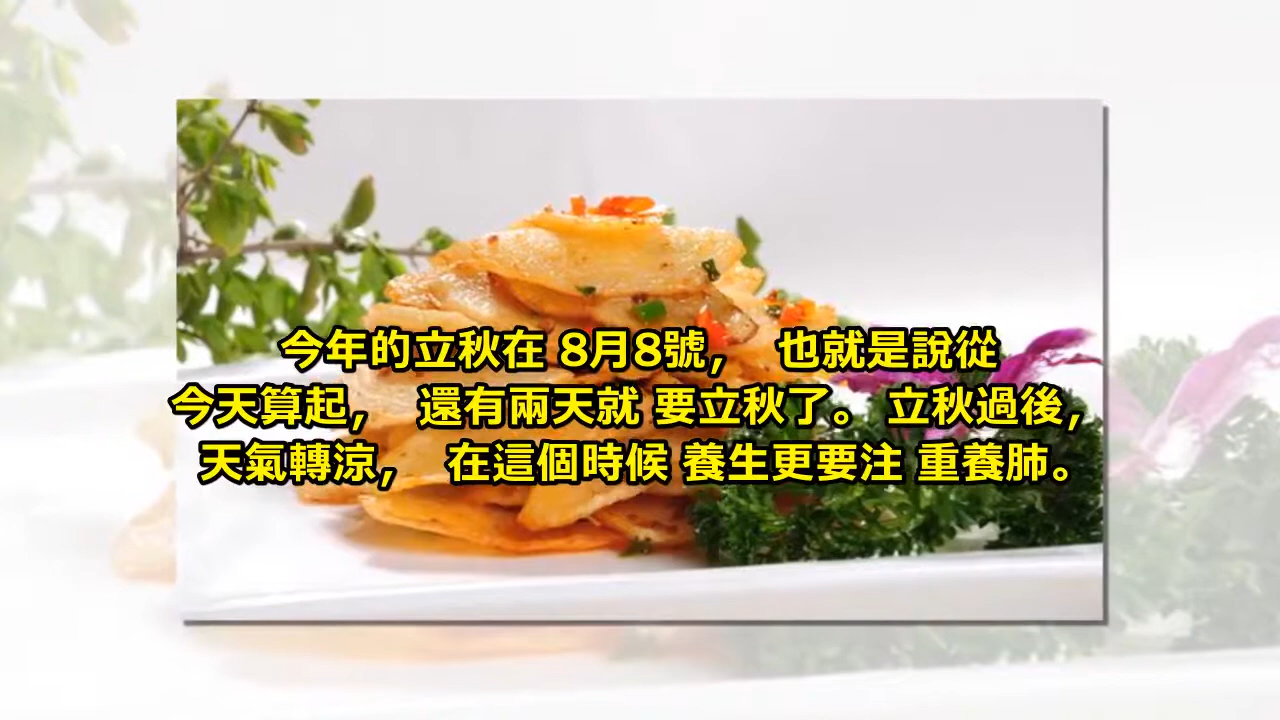 今年的立秋在 8月8號， 也就是說從
今天算起， 還有兩天就 要立秋了。 立秋過後，
天氣轉涼， 在這個時候 養生更要注 重養肺。